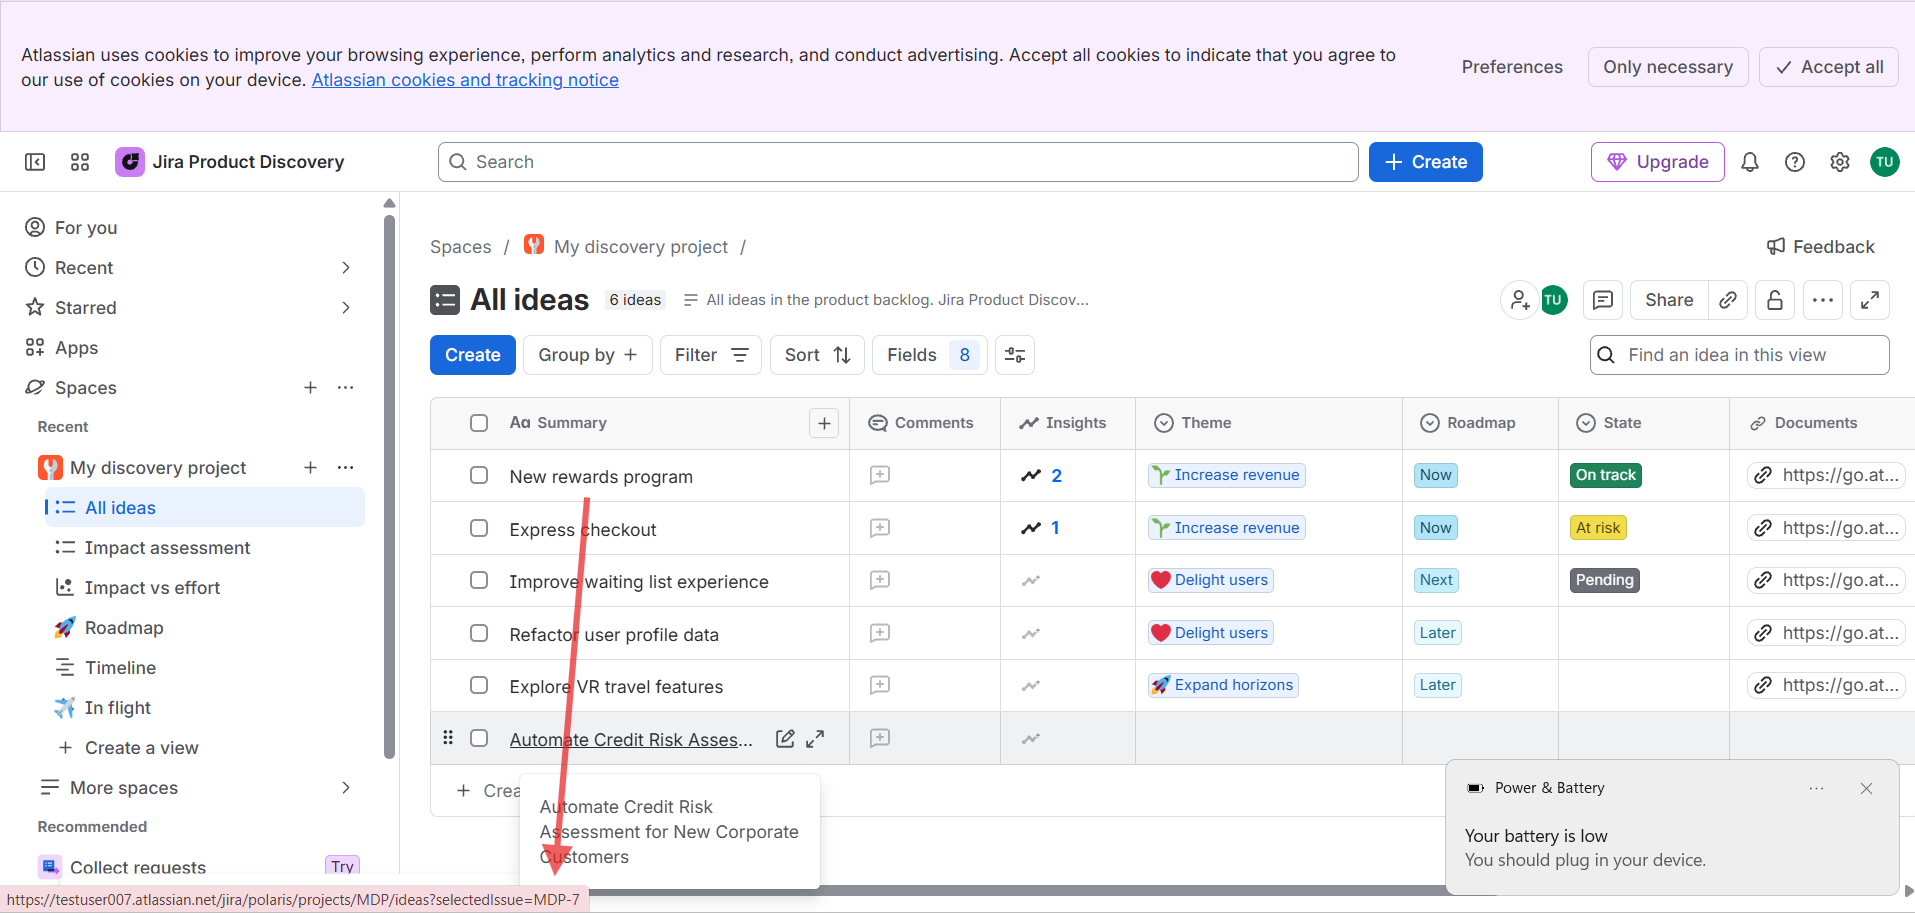 Atlassian uses cookies to improve your browsing experience, perform analytics and research, and conduct advertising. Accept all cookies to indicate that you agree to
our use of cookies on your device. Atlassian cookies and tracking notice
Preferences
Only necessary
Accept all
Jira Product Discovery
Search
Create
Upgrade
TU
For you
Recent
Starred
Apps
Spaces
Recent
My discovery project
All ideas
Impact assessment
Impact vs effort
Roadmap
Timeline
In flight
Create a view
More spaces
Recommended
Collect requests
Try
Spaces / My discovery project /
Feedback
All ideas
6 ideas
All ideas in the product backlog. Jira Product Discov...
TU
Share
Create
Group by
Filter
Sort
Fields 8
Find an idea in this view
Aa Summary Comments Insights Theme Roadmap State Documents
New rewards program 2 Increase revenue Now On track https://go.at...
Express checkout 1 Increase revenue Now At risk https://go.at...
Improve waiting list experience Delight users Next Pending https://go.at...
Refactor user profile data Delight users Later https://go.at...
Explore VR travel features Expand horizons Later https://go.at...
Automate Credit Risk Asses...
Crea
Automate Credit Risk
Assessment for New Corporate
Customers
Power & Battery
Your battery is low
You should plug in your device.
https://testuser007.atlassian.net/jira/polaris/projects/MDP/ideas?selectedIssue=MDP-7